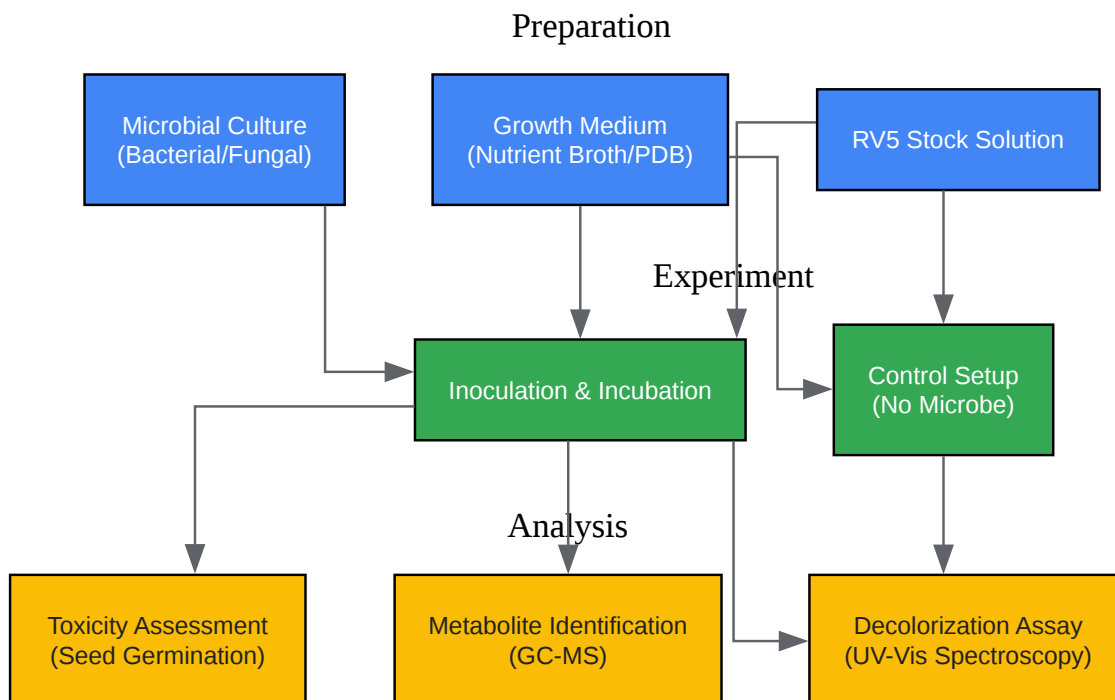 Preparation
Microbial Culture
(Bacterial/Fungal)
Growth Medium
(Nutrient Broth/PDB)
RV5 Stock Solution
Experiment
Inoculation & Incubation
Control Setup
(No Microbe)
Analysis
Toxicity Assessment
(Seed Germination)
Metabolite Identification
(GC-MS)
Decolorization Assay
(UV-Vis Spectroscopy)